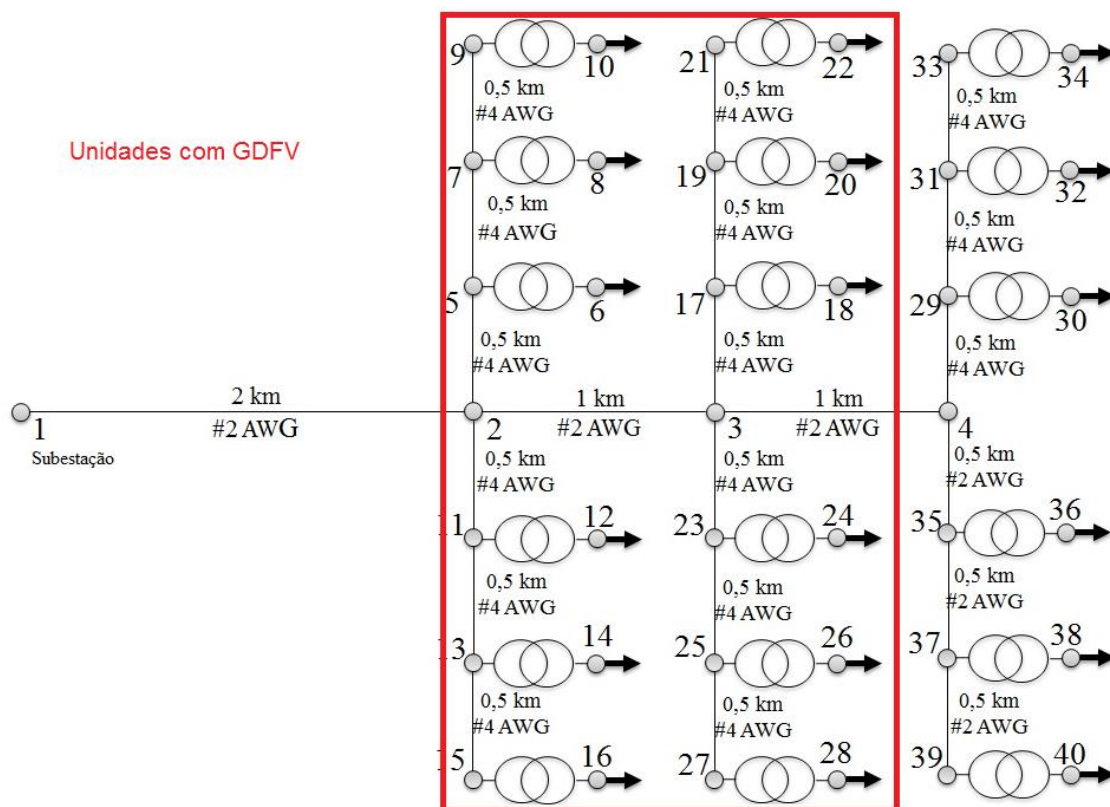 9
10
21
22
33
34
0,5 km
#4 AWG
0,5 km
#4 AWG
0,5 km
#4 AWG
Unidades com GDFV
7
8
19
20
31
32
0,5 km
#4 AWG
0,5 km
#4 AWG
0,5 km
#4 AWG
5
6
17
18
29
30
0,5 km
#4 AWG
0,5 km
#4 AWG
0,5 km
#4 AWG
2 km
1 km
1 km
1
#2 AWG
2
#2 AWG
3
#2 AWG
4
Subestação
0,5 km
#4 AWG
0,5 km
#4 AWG
0,5 km
#2 AWG
11
12
23
24
35
36
0,5 km
#4 AWG
0,5 km
#4 AWG
0,5 km
#2 AWG
13
14
25
26
37
38
0,5 km
#4 AWG
0,5 km
#4 AWG
0,5 km
#2 AWG
15
16
27
28
39
40